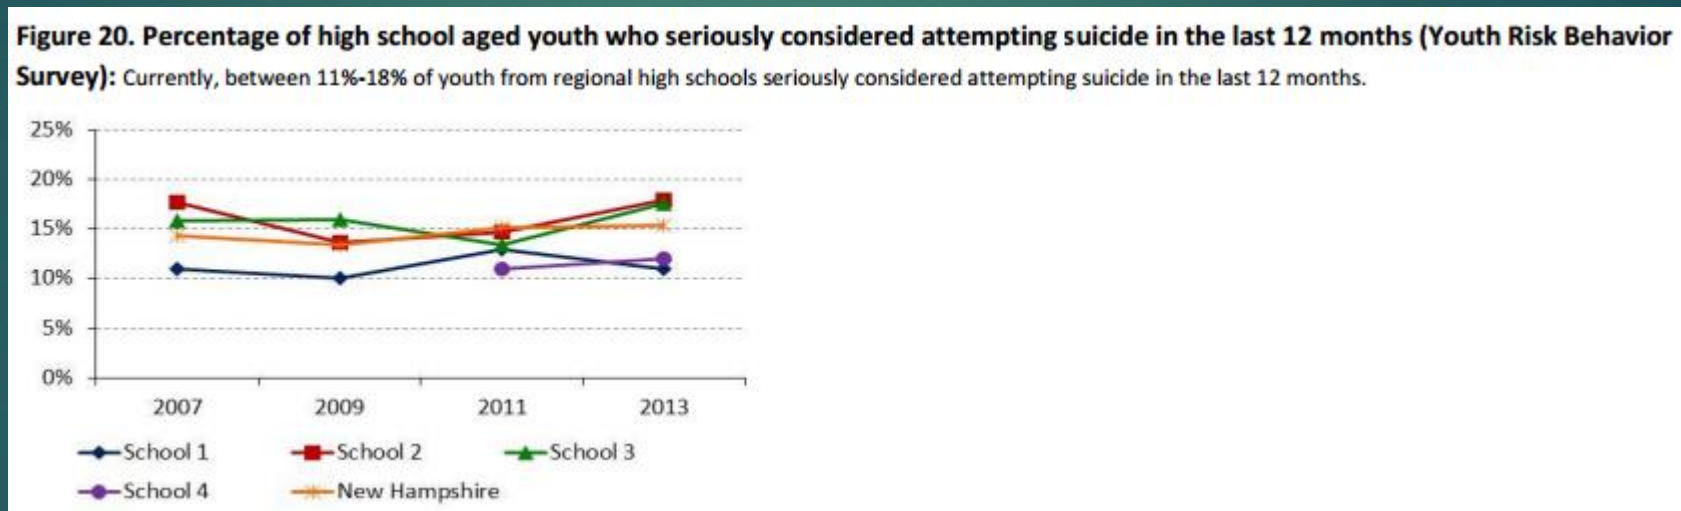 Figure 20. Percentage of high school aged youth who seriously considered attempting suicide in the last 12 months (Youth Risk Behavior
Survey): Currently, between 11%-18% of youth from regional high schools seriously considered attempting suicide in the last 12 months.
25%
20%
15%
10%
5%
0%
2007 2009 2011 2013
School 1 School 2 School 3
School 4 New Hampshire